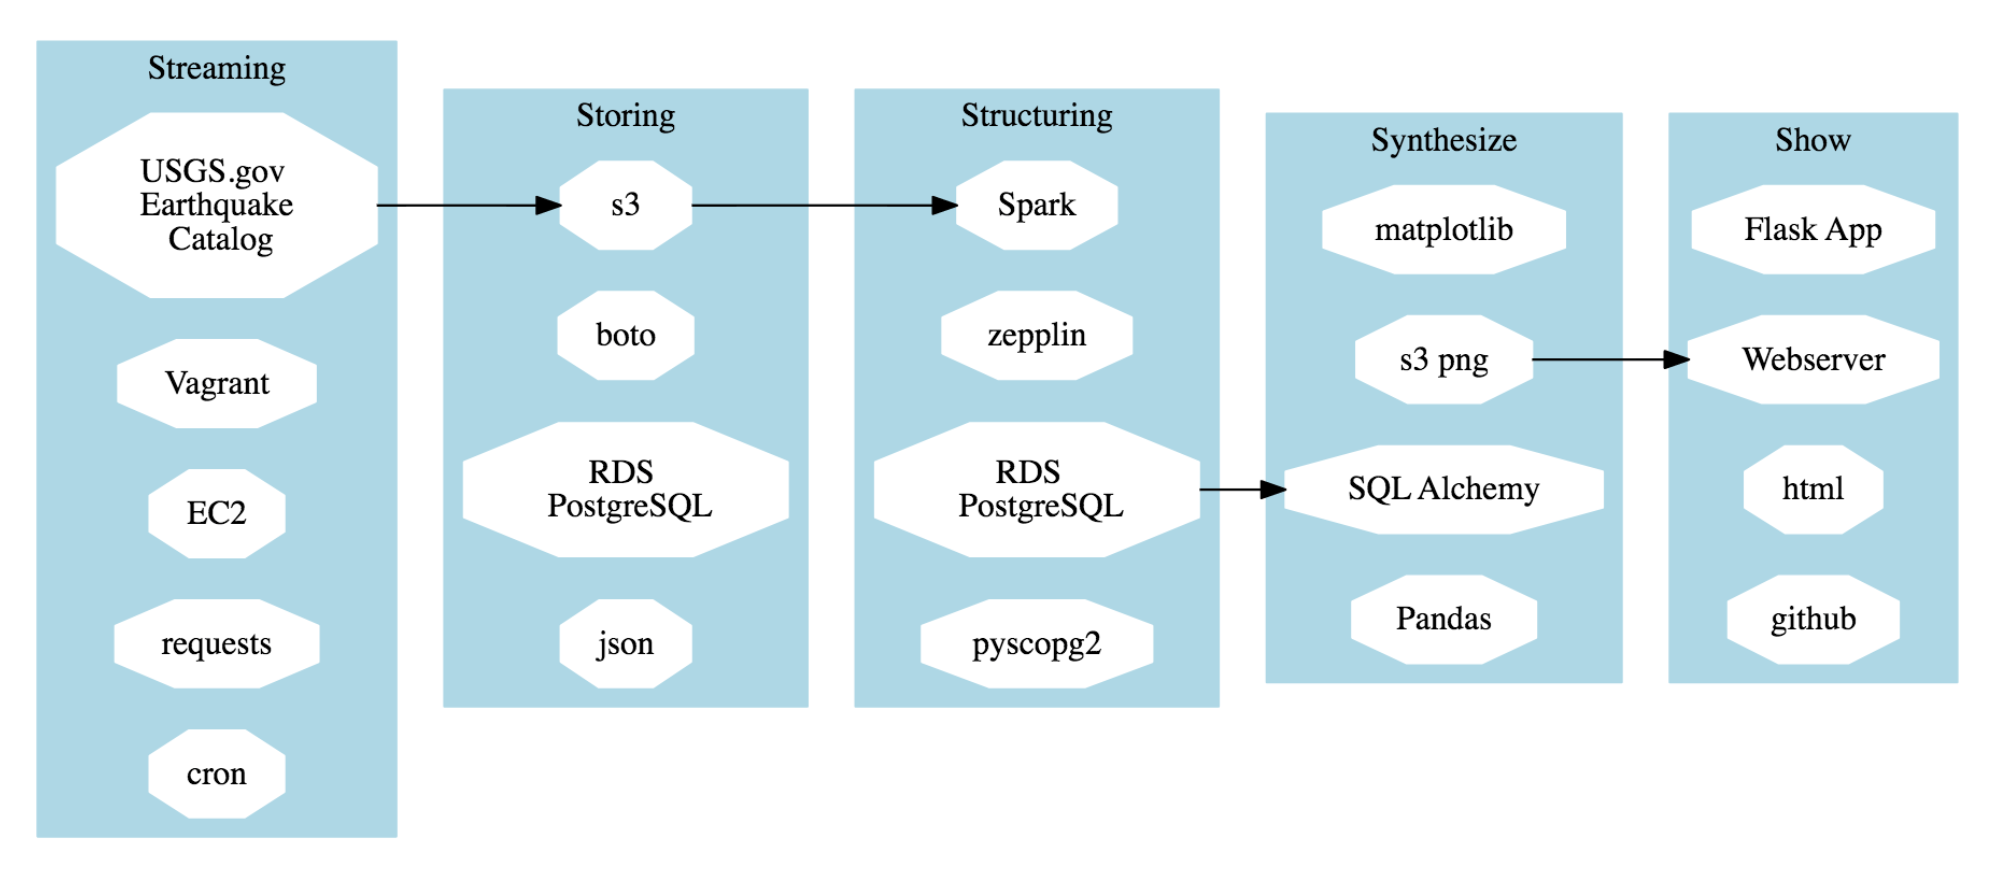 Streaming
USGS.gov
Earthquake
Catalog
Vagrant
EC2
requests
cron
Storing
s3
boto
RDS
PostgreSQL
json
Structuring
Spark
zepplin
RDS
PostgreSQL
pyscopg2
Synthesize
matplotlib
s3 png
SQL Alchemy
Pandas
Show
Flask App
Webserver
html
github